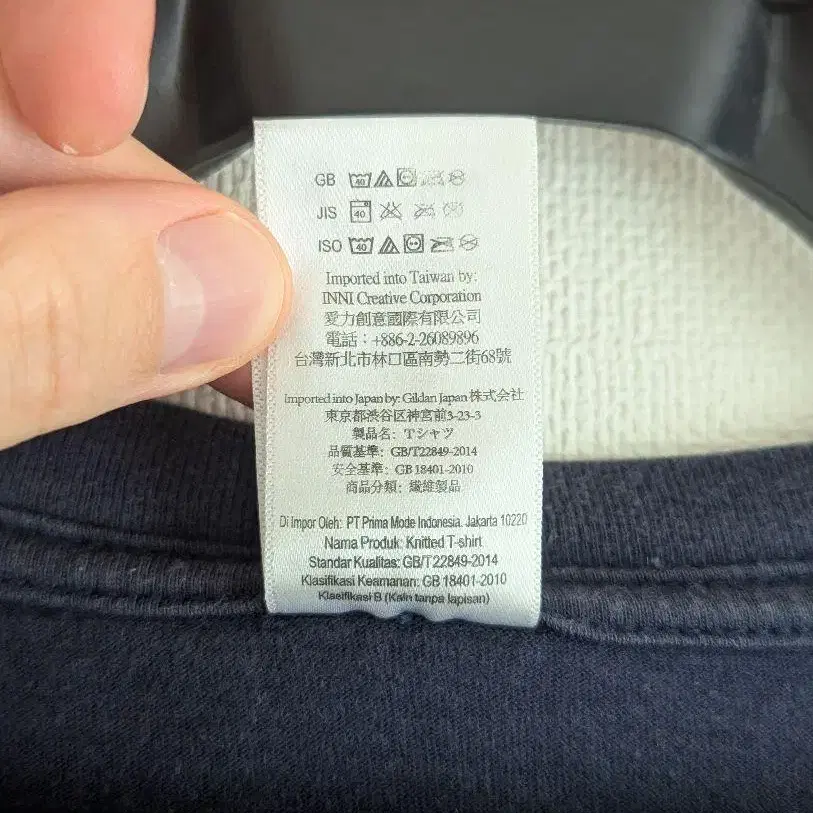 GB 40
JIS 40
ISO 40
Imported into Taiwan by:
INNI Creative Corporation
愛力創意國際有限公司
電話：+886-2-26089896
台灣新北市林口區南勢二街68號
Imported into Japan by: Gildan Japan 株式会社
東京都渋谷区神宮前3-23-3
製品名: Tシャツ
品質基準: GB/T22849-2014
安全基準: GB 18401-2010
商品分類: 繊維製品
Di Impor Oleh: PT Prima Mode Indonesia. Jakarta 10220
Nama Produk: Knitted T-shirt
Standar Kualitas: GB/T22849-2014
Klasifikasi Keamanan: GB 18401-2010
Klasifikasi B (Kain tanpa lapisan)